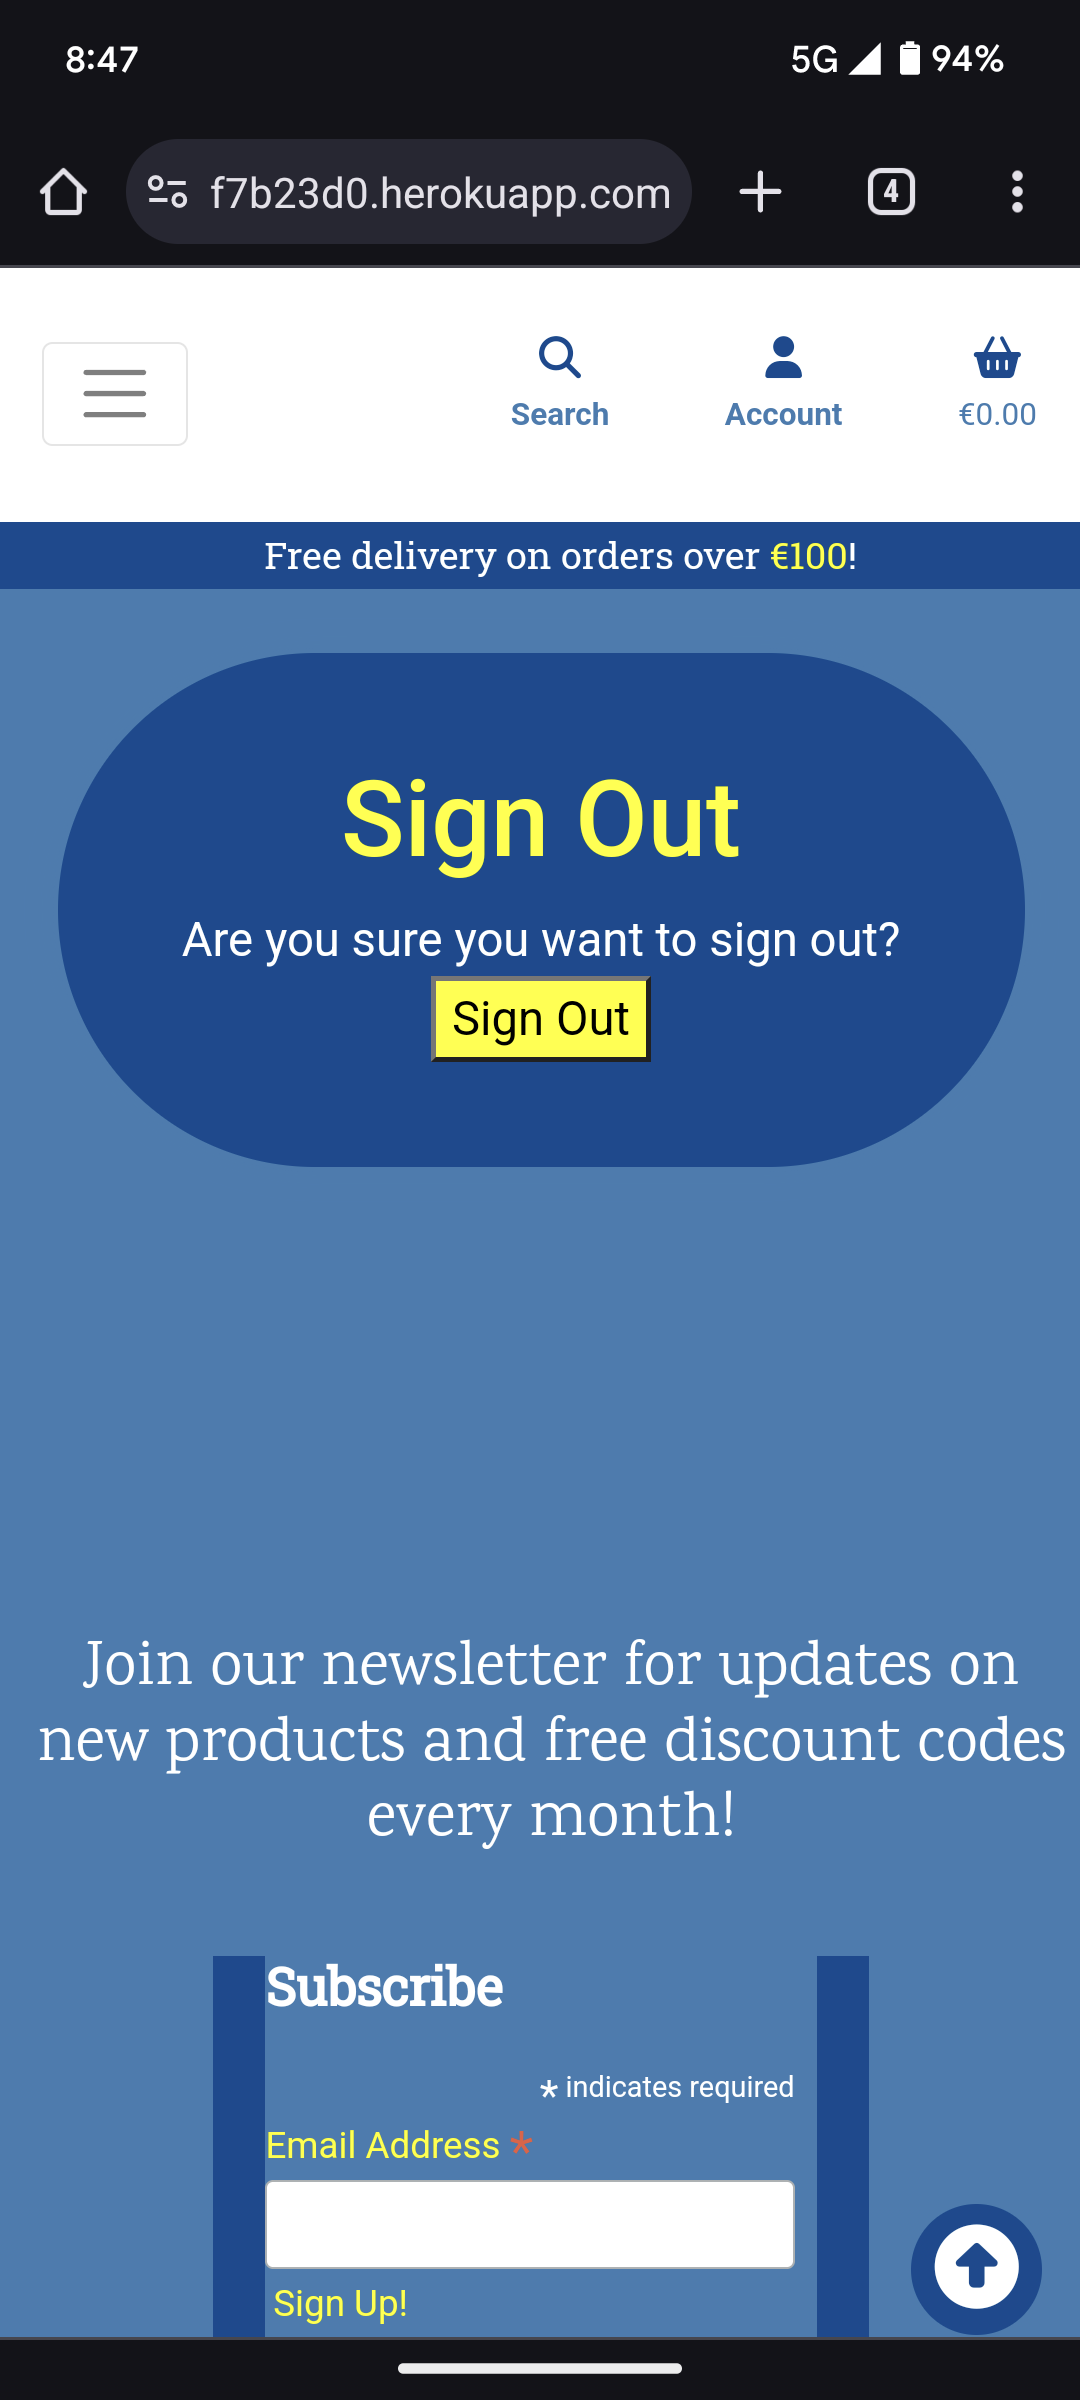 8:47
5G 94%
f7b23d0.herokuapp.com
4
Search Account €0.00
Free delivery on orders over €100!
Sign Out
Are you sure you want to sign out?
Sign Out
Join our newsletter for updates on
new products and free discount codes
every month!
Subscribe
* indicates required
Email Address *
Sign Up!